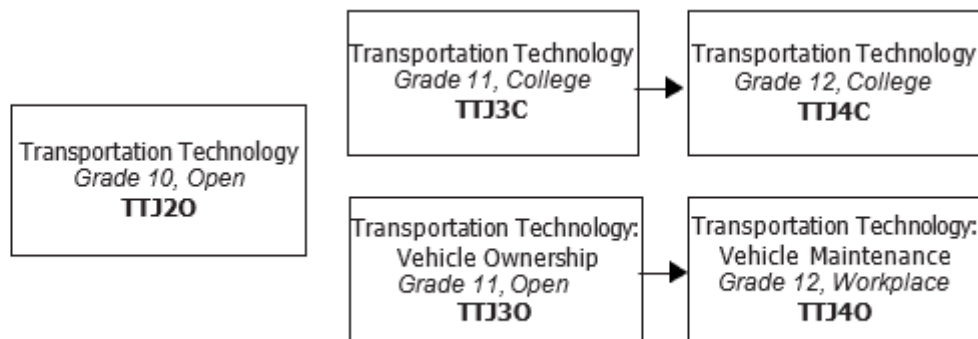 Transportation Technology
Grade 10, Open
TTJ2O
Transportation Technology
Grade 11, College
TTJ3C
Transportation Technology
Grade 12, College
TTJ4C
Transportation Technology:
Vehicle Ownership
Grade 11, Open
TTJ3O
Transportation Technology:
Vehicle Maintenance
Grade 12, Workplace
TTJ4O